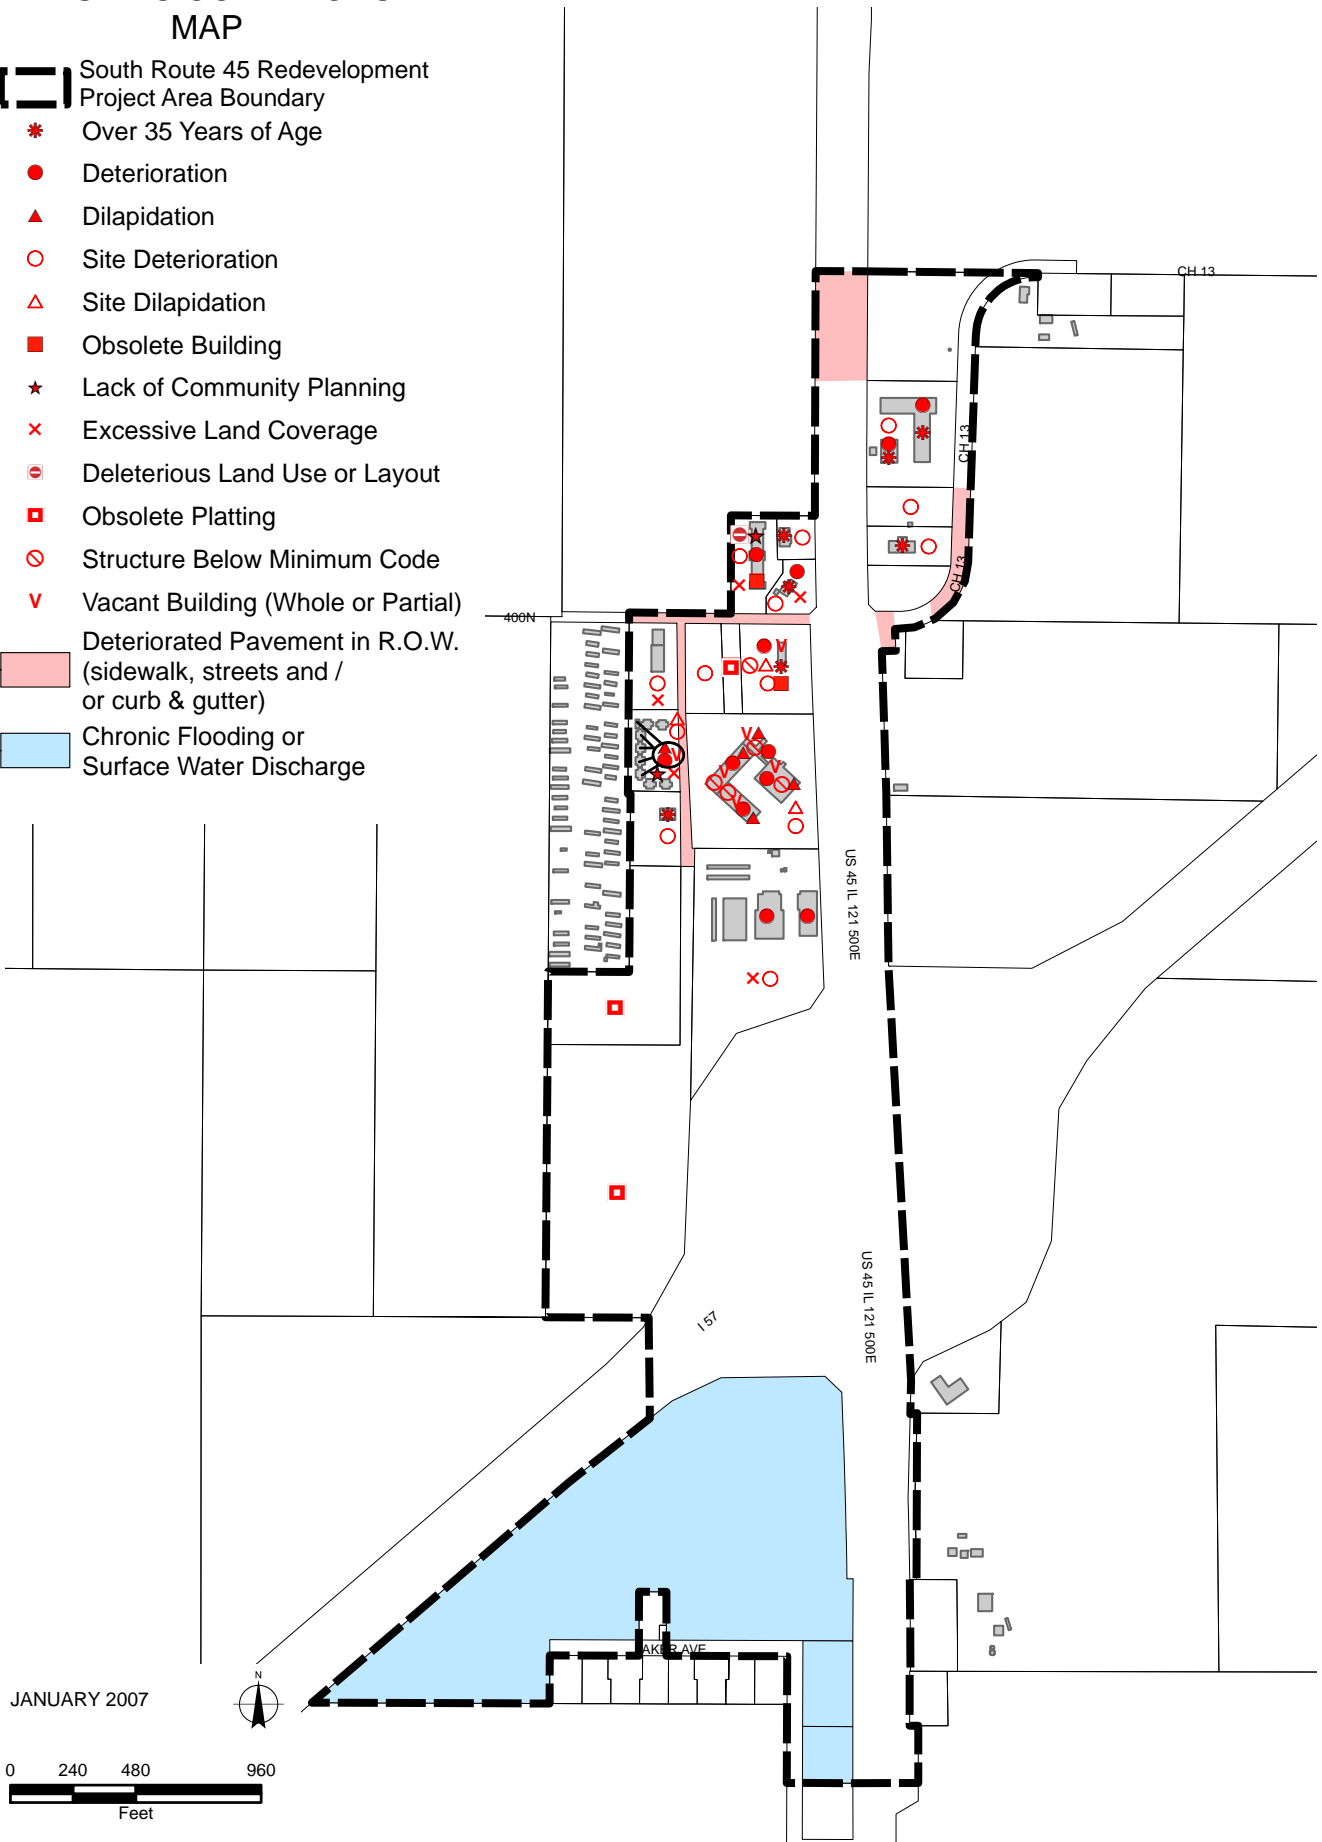 MAP
South Route 45 Redevelopment
Project Area Boundary
Over 35 Years of Age
Deterioration
Dilapidation
Site Deterioration
Site Dilapidation
Obsolete Building
Lack of Community Planning
Excessive Land Coverage
Deleterious Land Use or Layout
Obsolete Platting
Structure Below Minimum Code
V Vacant Building (Whole or Partial)
Deteriorated Pavement in R.O.W.
(sidewalk, streets and /
or curb & gutter)
Chronic Flooding or
Surface Water Discharge
CH 13
CH 13
CH 13
400N
V
V
V
V
V
V
US 45 IL 121 500E
US 45 IL 121 500E
I 57
AKER AVE
N
JANUARY 2007
0 240 480 960
Feet